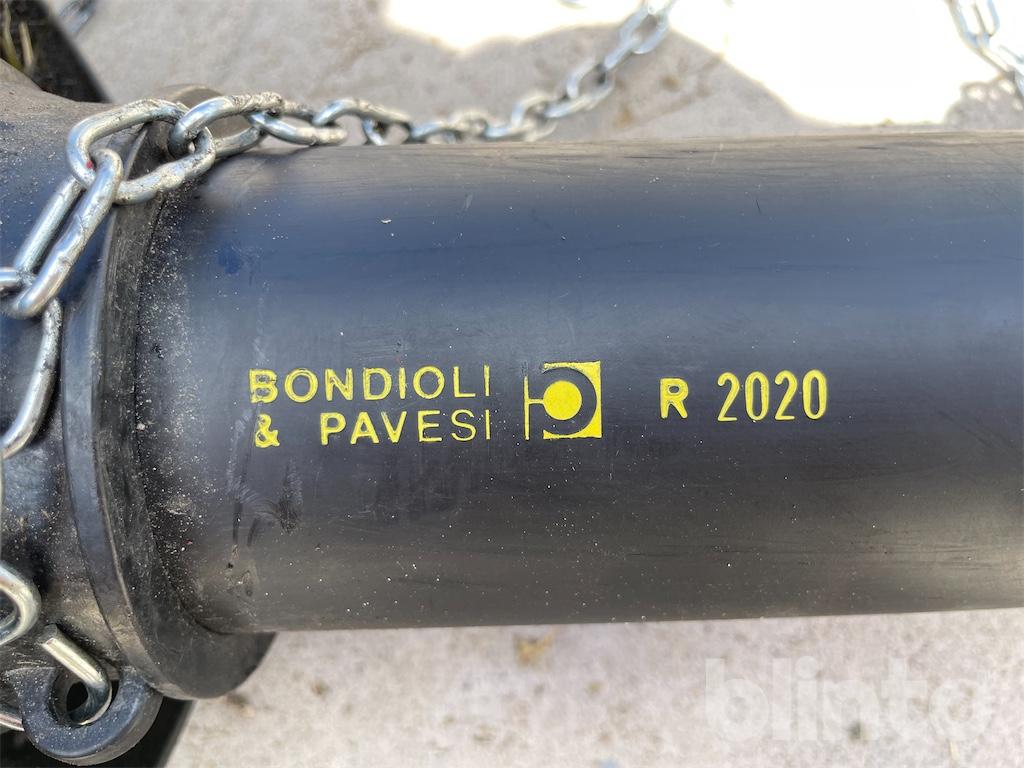 BONDIOLI
& PAVESI
R 2020
blinto